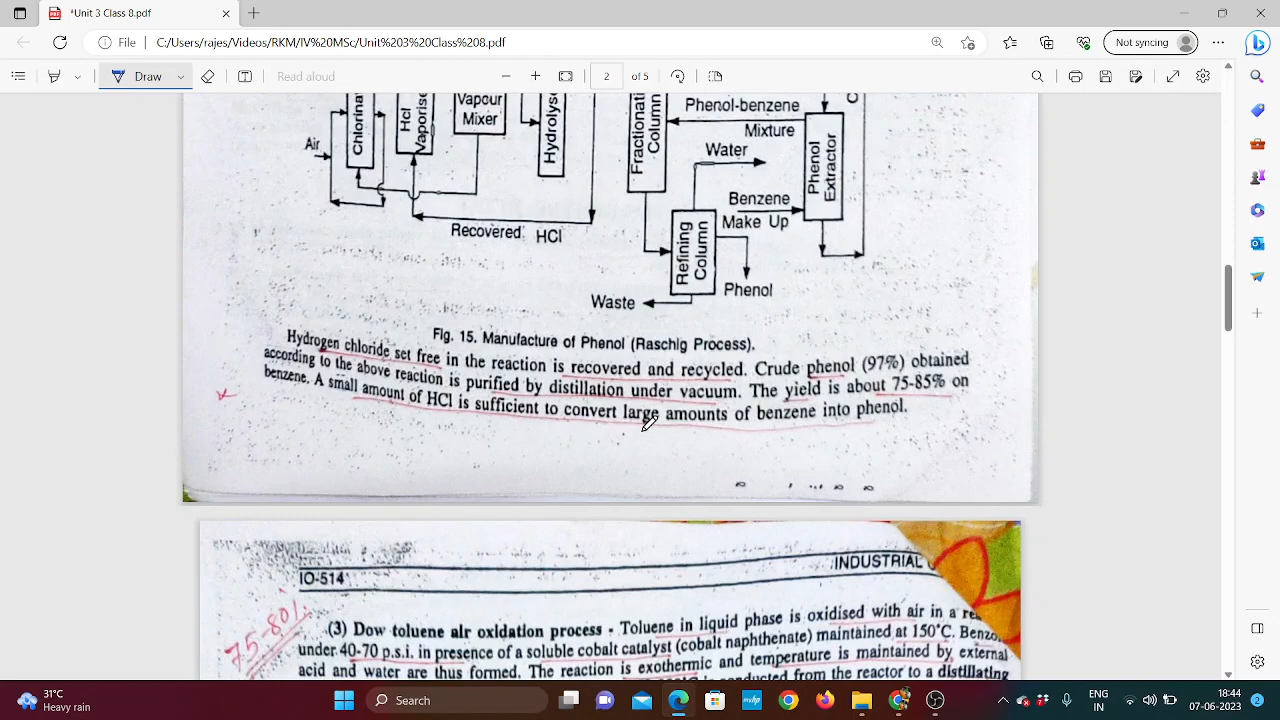 *Unit 3 Class 8.pdf
File
C:/Users/rajes/Videos/RKM/IV%20MSc/Unit%203%20Class%208.pdf
Not syncing
Draw
Read aloud
2
of 5
Air
Hcl
Vapour
Mixer
Recovered HCl
Column
Phenol-benzene
Mixture
Water
Phenol
Extractor
Benzene
Make Up
Refining
Column
Phenol
Waste
Fig. 15. Manufacture of Phenol (Raschig Process).
Hydrogen chloride set free in the reaction is recovered and recycled. Crude phenol (97%) obtained
according to the above reaction is purified by distillation under vacuum. The yield is about 75-85% on
benzene. A small amount of HCl is sufficient to convert large amounts of benzene into phenol.
IO-514
INDUSTRIAL
75-80%
(3) Dow toluene air oxidation process - Toluene in liquid phase is oxidised with air in a
under 40-70 p.s.i. in presence of a soluble cobalt catalyst (cobalt naphthenate) maintained at 150°C.
acid and water are thus formed. The reaction is exothermic and temperature is maintained by external
conducted from the reactor to a distillating
31°C
Heavy rain
Search
ENG
IN
18:44
07-06-2023
2